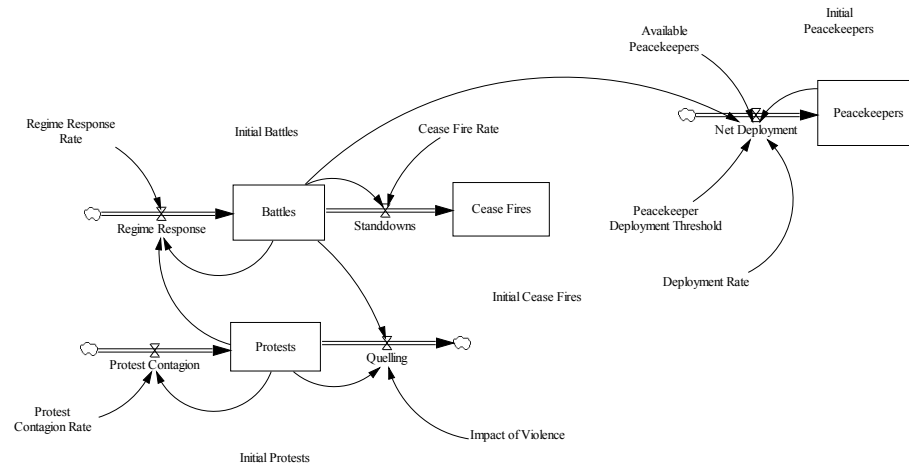 Initial
Peacekeepers
Available
Peacekeepers
Peacekeepers
Net Deployment
Regime Response
Rate
Initial Battles
Cease Fire Rate
Battles
Cease Fires
Regime Response
Standdowns
Peacekeeper
Deployment Threshold
Deployment Rate
Initial Cease Fires
Protests
Protest Contagion
Quelling
Protest
Contagion Rate
Impact of Violence
Initial Protests